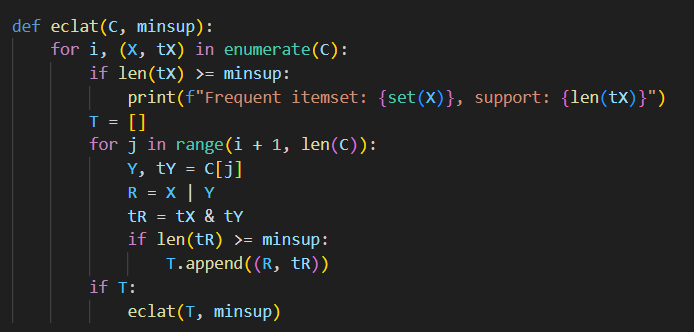 def eclat(C, minsup):
    for i, (X, tX) in enumerate(C):
        if len(tX) >= minsup:
            print(f"Frequent itemset: {set(X)}, support: {len(tX)}")
        T = []
        for j in range(i + 1, len(C)):
            Y, tY = C[j]
            R = X | Y
            tR = tX & tY
            if len(tR) >= minsup:
                T.append((R, tR))
        if T:
            eclat(T, minsup)